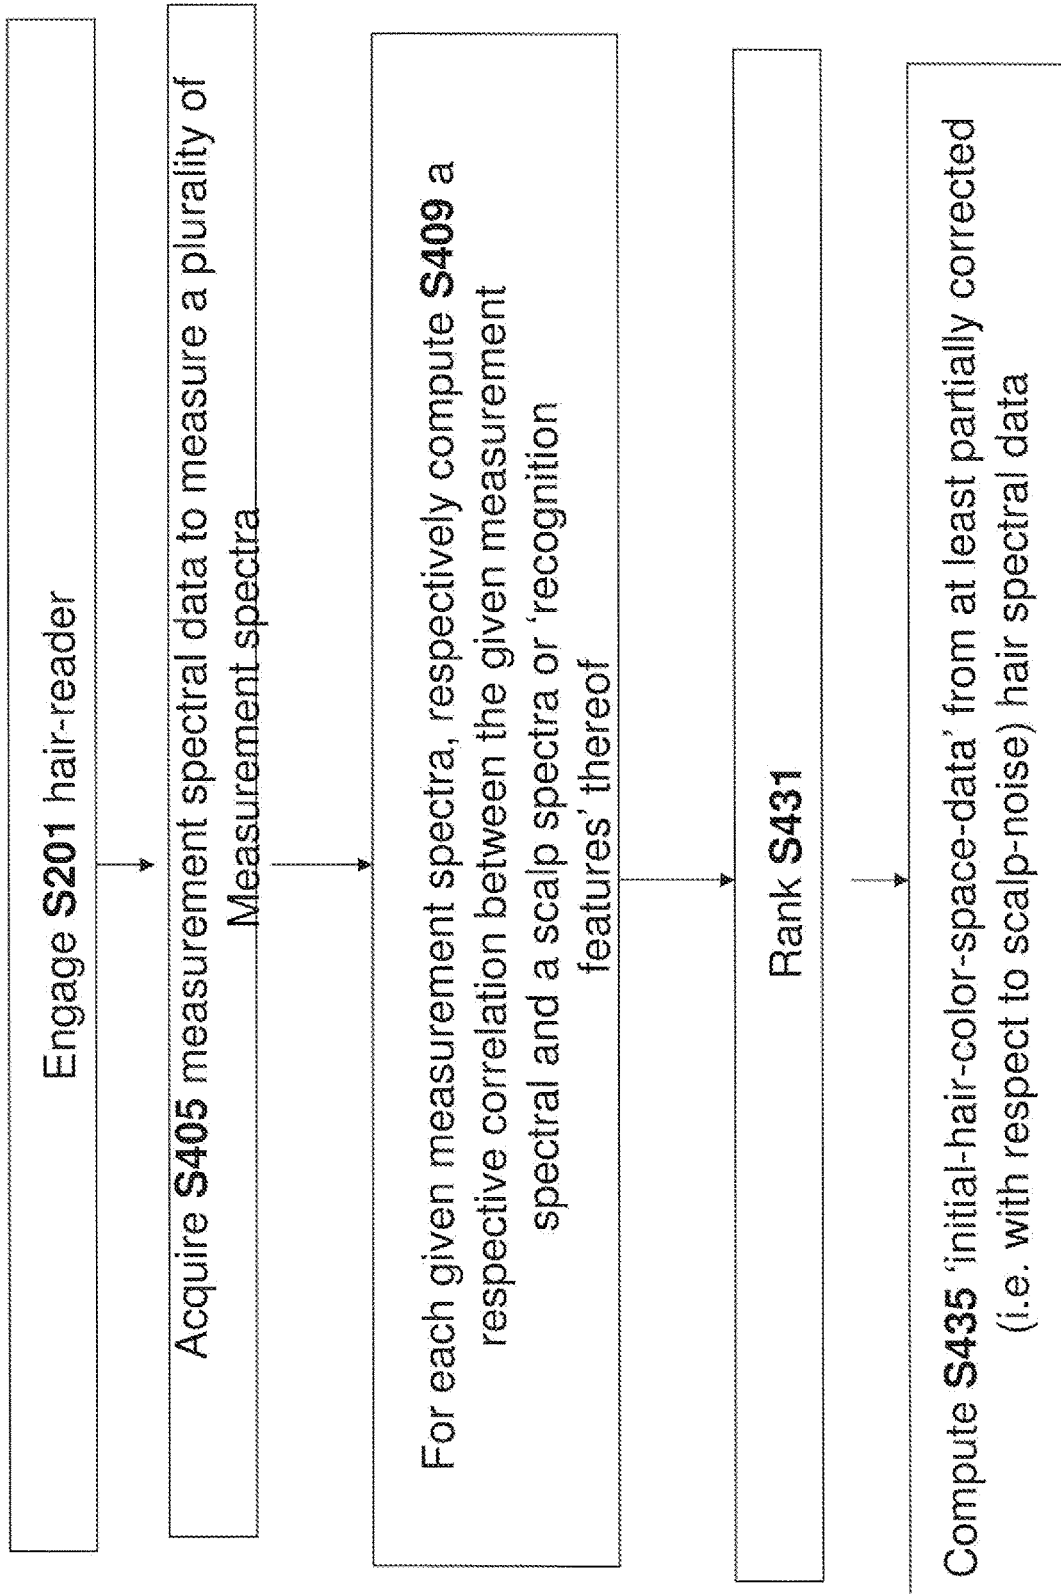 Engage S201 hair-reader
Acquire S405 measurement spectral data to measure a plurality of
Measurement spectra
For each given measurement spectra, respectively compute S409 a
respective correlation between the given measurement
spectral and a scalp spectra or ‘recognition
features’ thereof
Rank S431
Compute S435 ‘initial-hair-color-space-data’ from at least partially corrected
(i.e. with respect to scalp-noise) hair spectral data